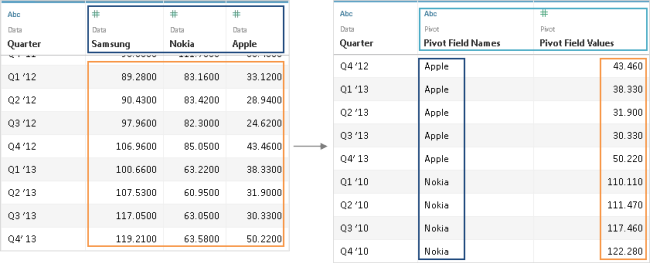 Abc
Data
Quarter
Data
Samsung
Data
Nokia
Data
Apple
Q1 '12 89.2800 83.1600 33.1200
Q2 '12 90.4300 83.4200 28.9400
Q3 '12 97.9600 82.3000 24.6200
Q4 '12 106.9600 85.0500 43.4600
Q1 '13 100.6600 63.2200 38.3300
Q2 '13 107.5300 60.9500 31.9000
Q3 '13 117.0500 63.0500 30.3300
Q4' 13 119.2100 63.5800 50.2200
Abc
Data
Quarter
Abc
Pivot
Pivot Field Names
Pivot
Pivot Field Values
Q4 '12 Apple 43.460
Q1 '13 Apple 38.330
Q2 '13 Apple 31.900
Q3 '13 Apple 30.330
Q4' 13 Apple 50.220
Q1 '10 Nokia 110.110
Q2 '10 Nokia 111.470
Q3 '10 Nokia 117.460
Q4 '10 Nokia 122.280